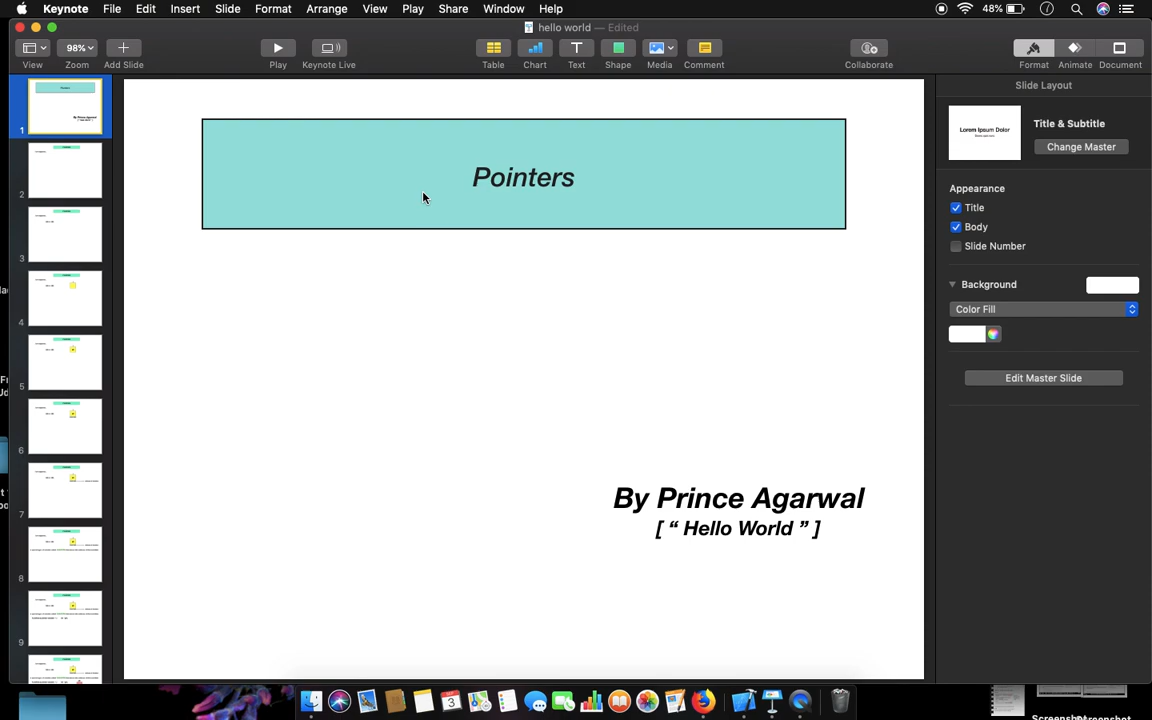 Keynote File Edit Insert Slide Format Arrange View Play Share Window Help 48%
hello world — Edited
98%
View Zoom Add Slide Play Keynote Live Table Chart Text Shape Media Comment Collaborate Format Animate Document
Slide Layout
Lorem Ipsum Dolor
Title & Subtitle
Change Master
Appearance
Title
Body
Slide Number
Background
Color Fill
Edit Master Slide
Pointers
By Prince Agarwal
[ “ Hello World ” ]
1
2
3
4
5
6
7
8
9
3